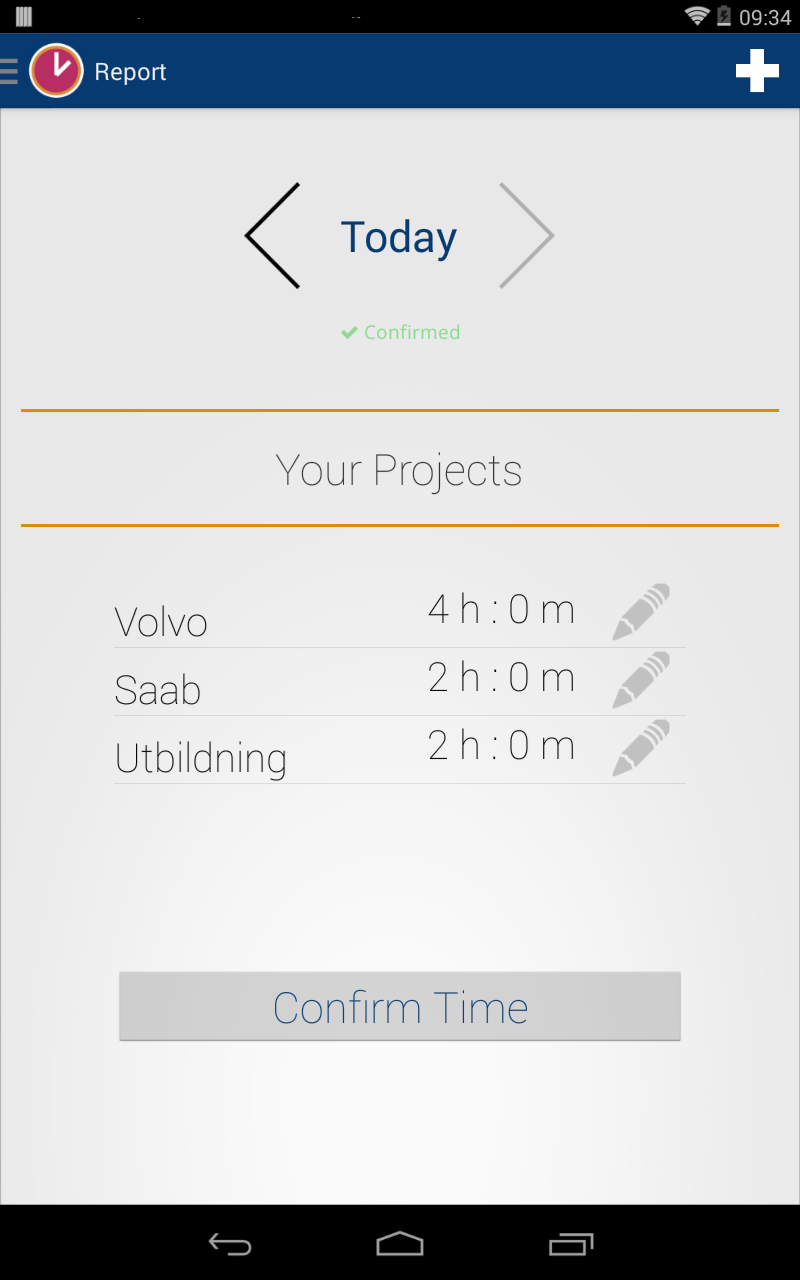 09:34
Report
Today
Confirmed
Your Projects
Volvo 4 h : 0 m
Saab 2 h : 0 m
Utbildning 2 h : 0 m
Confirm Time